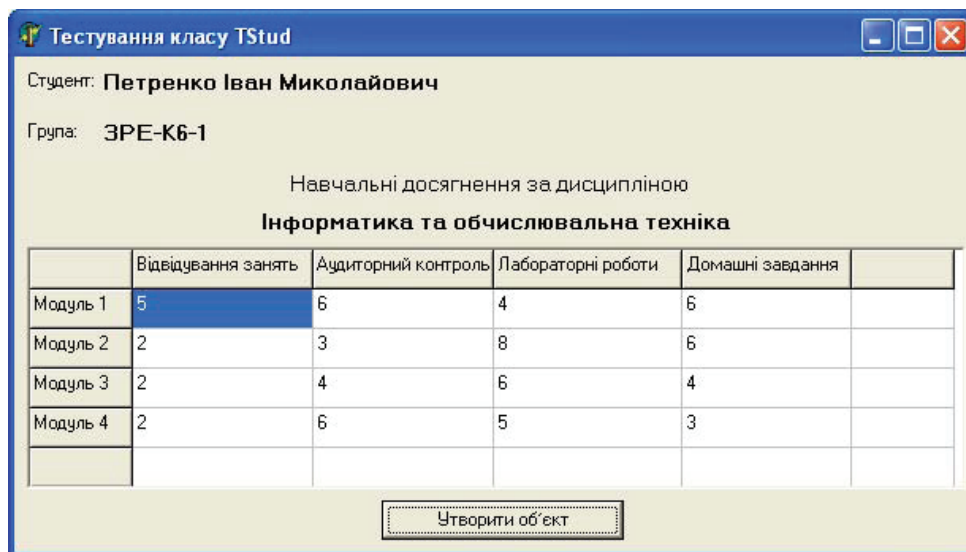 Тестування класу TStud
Студент: Петренко Іван Миколайович
Група: ЗРЕ-К6-1
Навчальні досягнення за дисципліною
Інформатика та обчислювальна техніка
Відвідування занять Аудиторний контроль Лабораторні роботи Домашні завдання
Модуль 1 5 6 4 6
Модуль 2 2 3 8 6
Модуль 3 2 4 6 4
Модуль 4 2 6 5 3
Утворити об´єкт